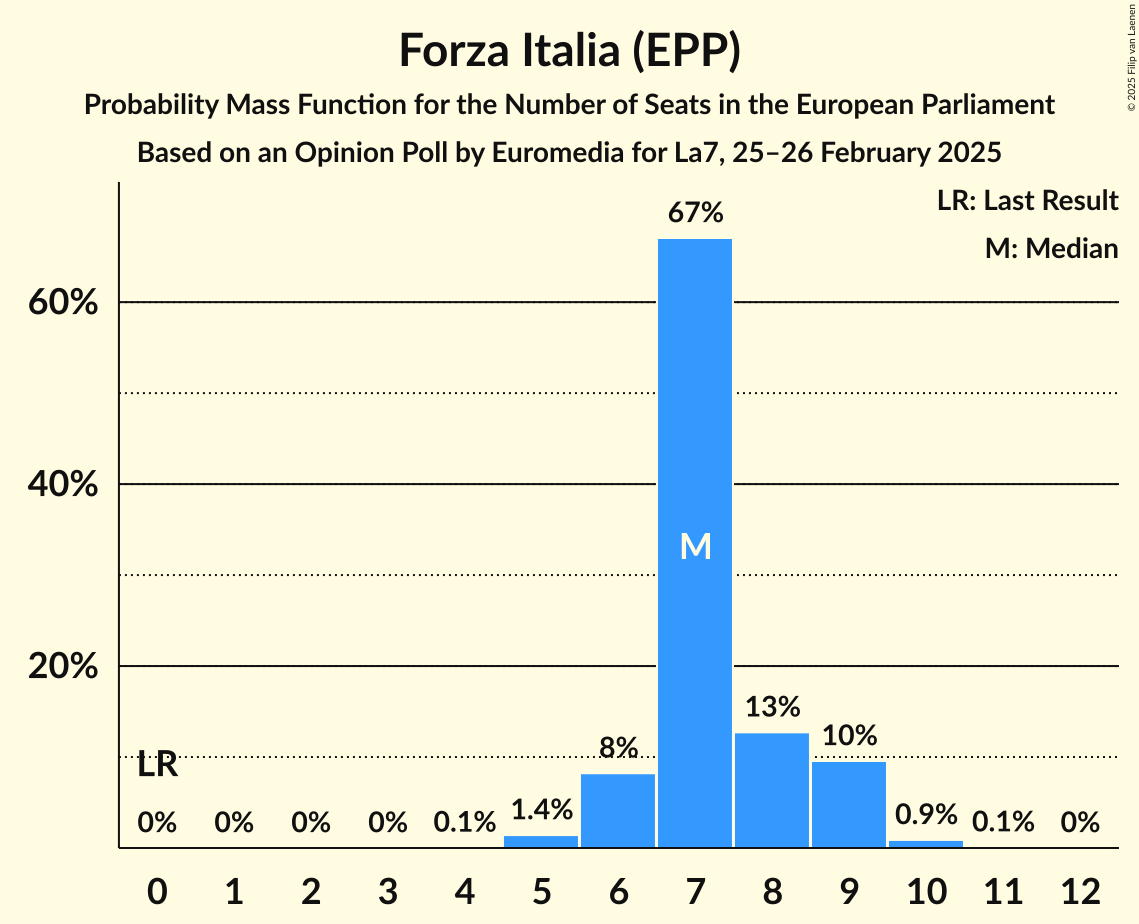 Forza Italia (EPP)
Probability Mass Function for the Number of Seats in the European Parliament
Based on an Opinion Poll by Euromedia for La7, 25–26 February 2025
© 2025 Filip van Laenen
LR: Last Result
M: Median
67%
60%
40%
M
20%
13%
10%
8%
LR
1.4%
0.9%
0% 0% 0% 0% 0.1% 0.1% 0%
0 1 2 3 4 5 6 7 8 9 10 11 12